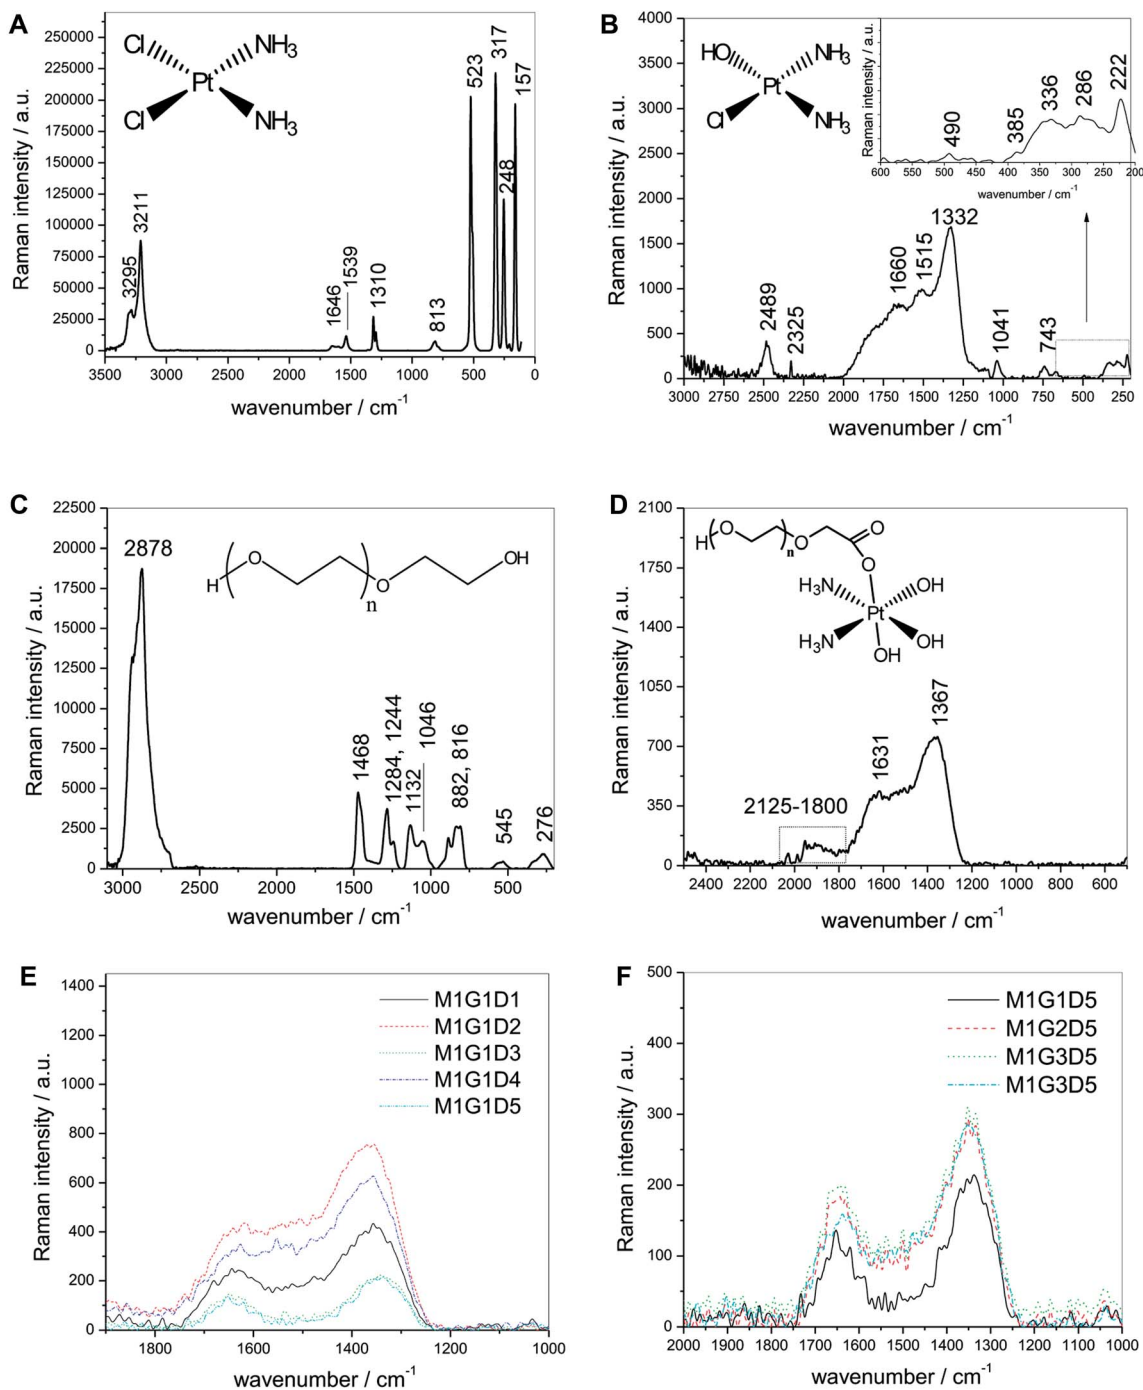 A
Cl
NH3
Pt
Cl
NH3
3295
3211
1646
1539
1310
813
523
317
248
157
250000
225000
200000
175000
150000
125000
100000
75000
50000
25000
0
3500 3000 2500 2000 1500 1000 500 0
Raman intensity / a.u.
wavenumber / cm-1
B
HO
NH3
Pt
Cl
NH3
490
385
336
286
222
600 550 500 450 400 350 300 250 200
Raman intensity / a.u.
wavenumber / cm-1
2489
2325
1660
1515
1332
1041
743
4000
3500
3000
2500
2000
1500
1000
500
0
3000 2750 2500 2250 2000 1750 1500 1250 1000 750 500 250
Raman intensity / a.u.
wavenumber / cm-1
C
2878
H ( O ) n O OH
1468
1284, 1244
1132
1046
882, 816
545
276
22500
20000
17500
15000
12500
10000
7500
5000
2500
0
3000 2500 2000 1500 1000 500
Raman intensity / a.u.
wavenumber / cm-1
D
H ( O ) n O O
O
H3N OH
Pt
H3N OH
OH
2125-1800
1631
1367
2100
1750
1400
1050
700
350
0
2400 2200 2000 1800 1600 1400 1200 1000 800 600
Raman intensity / a.u.
wavenumber / cm-1
E
M1G1D1
M1G1D2
M1G1D3
M1G1D4
M1G1D5
1400
1200
1000
800
600
400
200
0
1800 1600 1400 1200 1000
Raman intensity / a.u.
wavenumber / cm-1
F
M1G1D5
M1G2D5
M1G3D5
M1G3D5
500
400
300
200
100
0
2000 1900 1800 1700 1600 1500 1400 1300 1200 1100 1000
Raman intensity / a.u.
wavenumber / cm-1